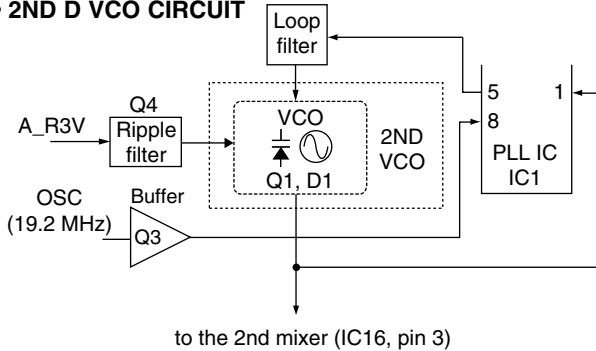 • 2ND D VCO CIRCUIT
Loop
filter
Q4
A_R3V
Ripple
filter
VCO
Q1, D1
2ND
VCO
5
1
8
PLL IC
IC1
OSC
(19.2 MHz)
Buffer
Q3
to the 2nd mixer (IC16, pin 3)